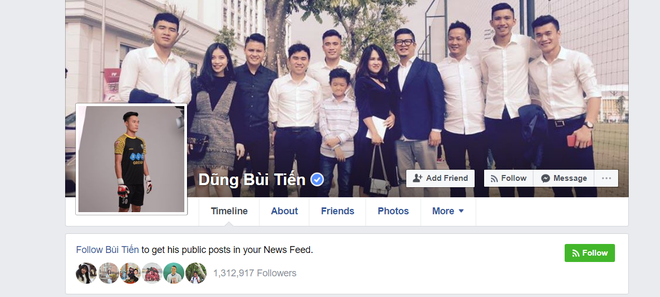 Dũng Bùi Tiến
Add Friend Follow Message ...
Timeline About Friends Photos More
Follow Bùi Tiến to get his public posts in your News Feed.
Follow
1,312,917 Followers